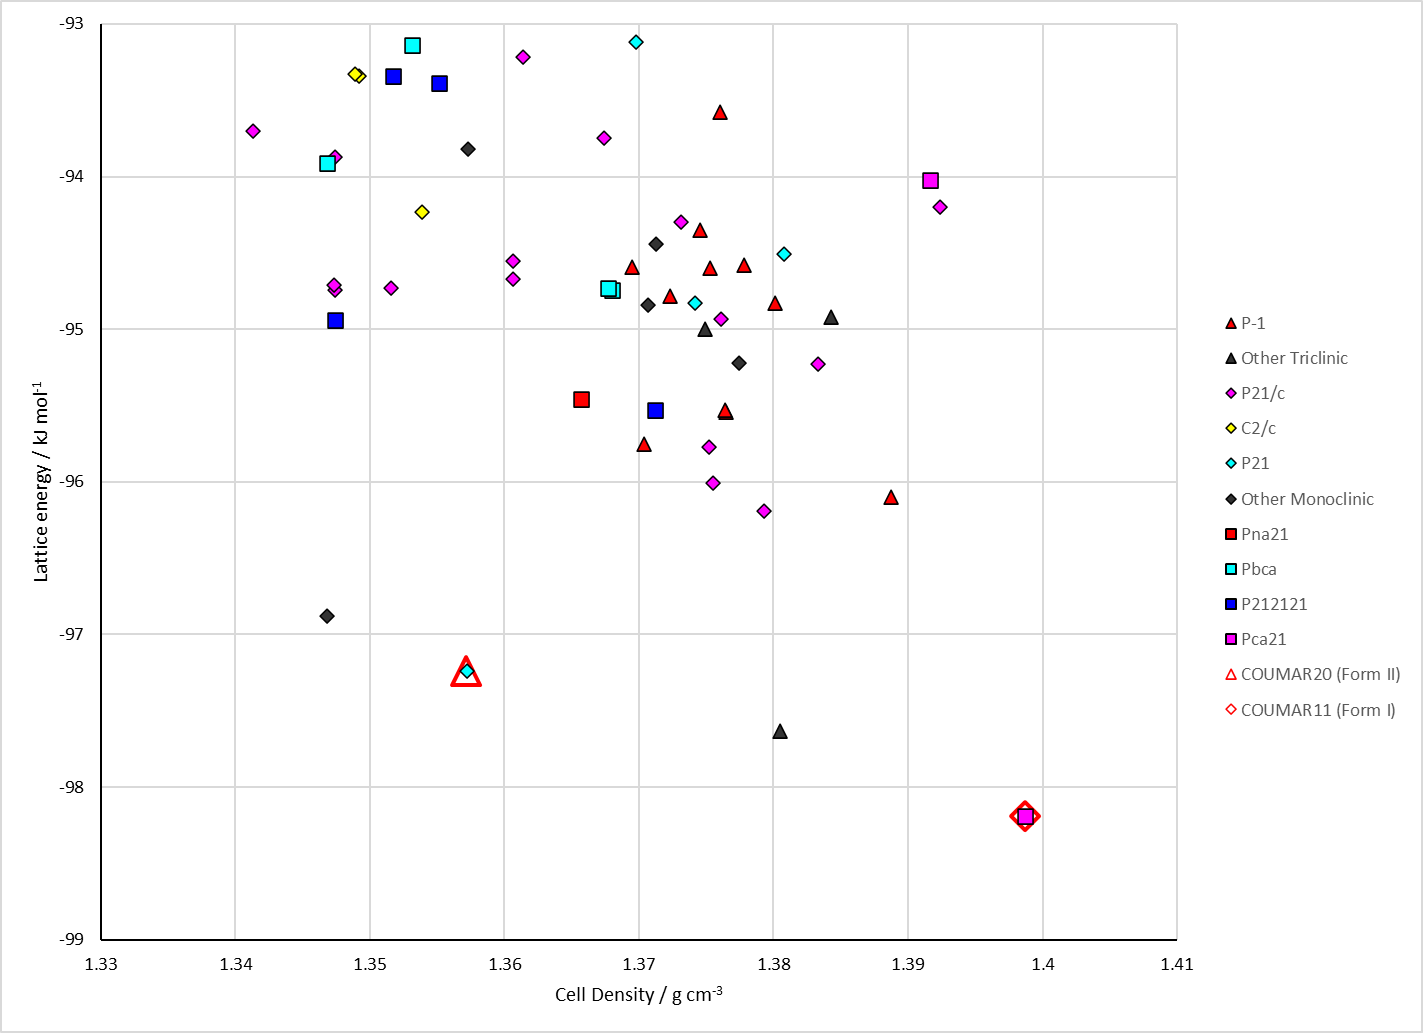 -93
-94
-95
-96
-97
-98
-99
Lattice energy / kJ mol-1
1.33 1.34 1.35 1.36 1.37 1.38 1.39 1.4 1.41
Cell Density / g cm-3
P-1
Other Triclinic
P21/c
C2/c
P21
Other Monoclinic
Pna21
Pbca
P212121
Pca21
COUMAR20 (Form II)
COUMAR11 (Form I)